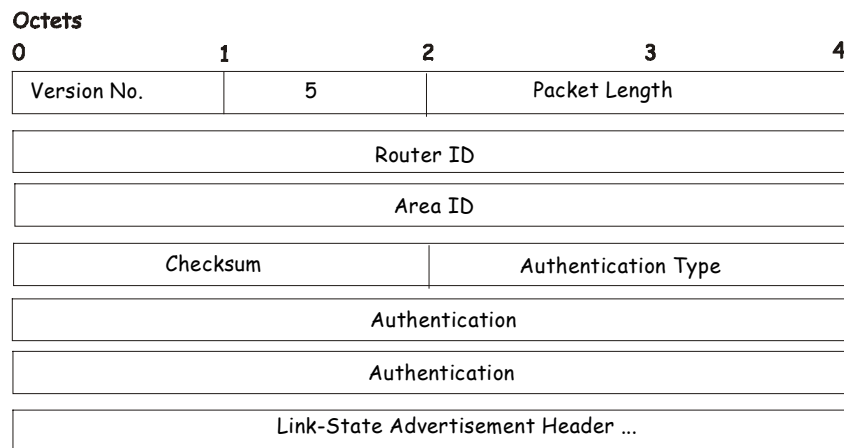 Octets
0 1 2 3 4
Version No. 5 Packet Length
Router ID
Area ID
Checksum Authentication Type
Authentication
Authentication
Link-State Advertisement Header ...